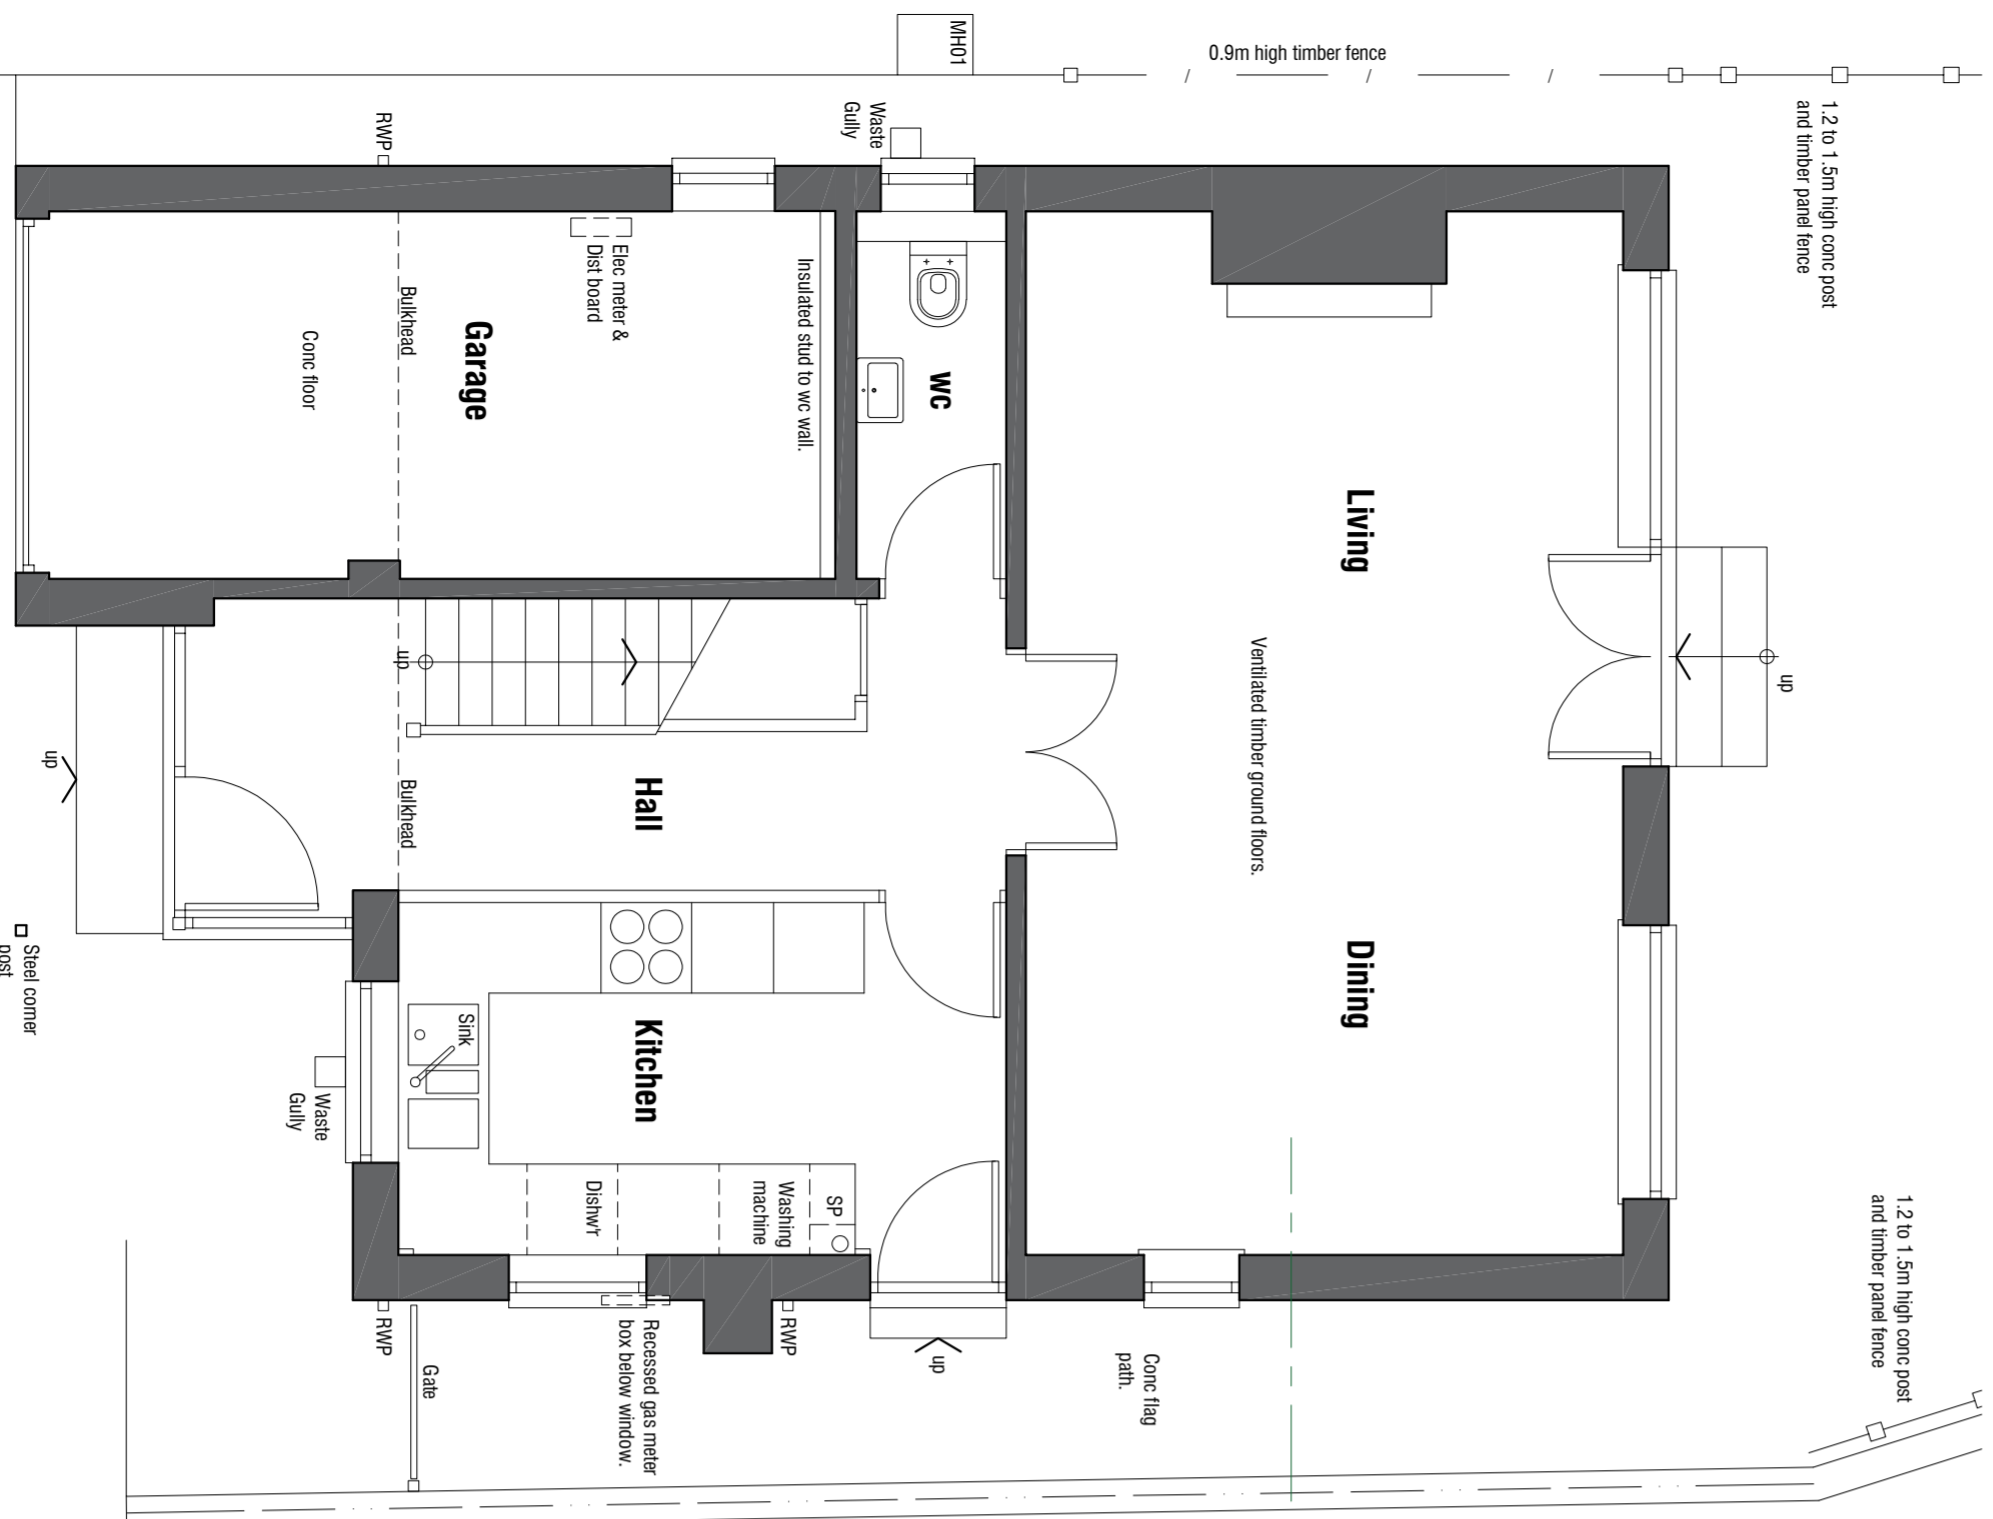 MH01
0.9m high timber fence
1.2 to 1.5m high conc post
and timber panel fence
RWP
Waste
Gully
Elec meter &
Dist board
Insulated stud to wc wall.
Bulkhead
Garage
Conc floor
wc
Living
Ventilated timber ground floors.
up
up
up
Bulkhead
Hall
Steel corner
post
Dining
Kitchen
Sink
Waste
Gully
Dishw'r
Washing
machine
SP
RWP
Gate
Recessed gas meter
box below window.
RWP
up
Conc flag
path.
1.2 to 1.5m high conc post
and timber panel fence